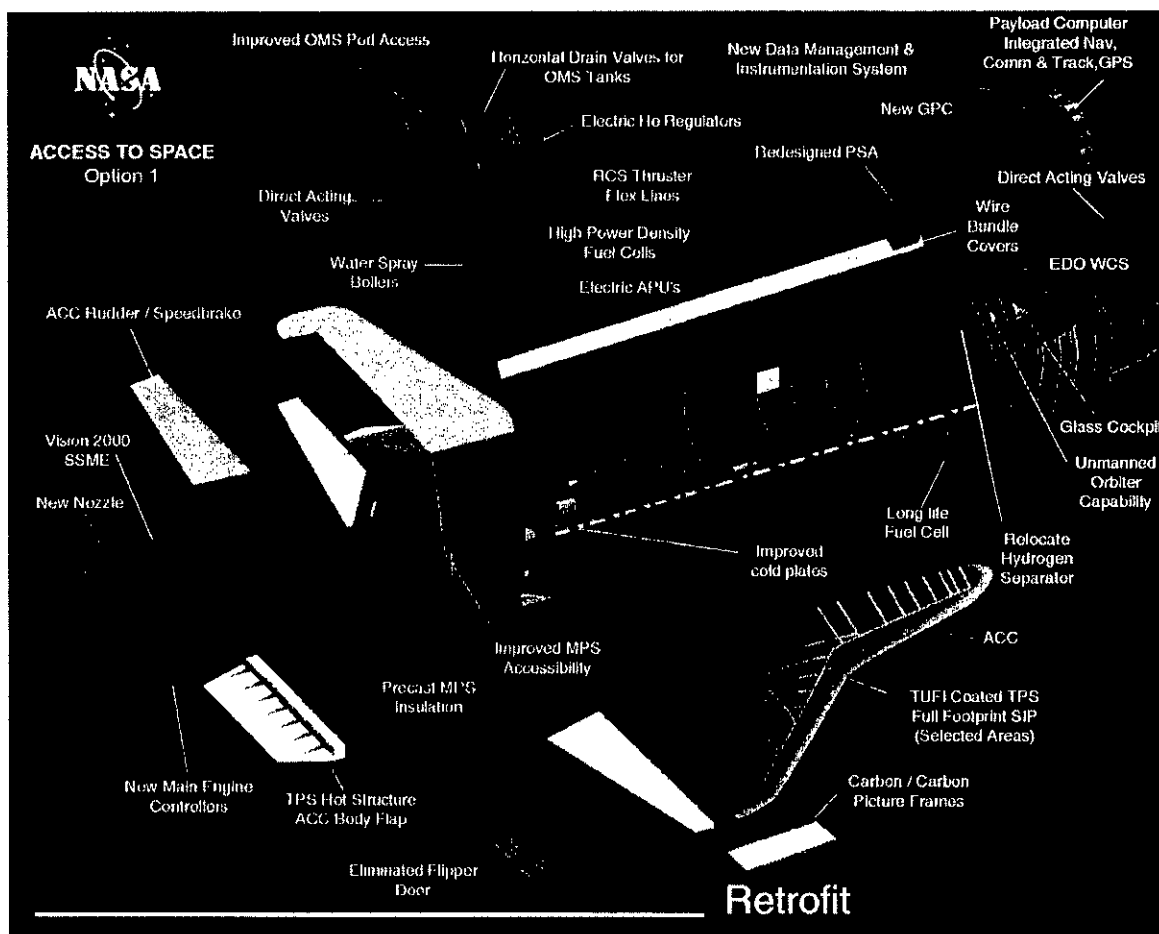 Improved OMS Pod Access
NASA
ACCESS TO SPACE
Option 1
Horizontal Drain Valves for
OMS Tanks
New Data Management &
Instrumentation System
Payload Computer
Integrated Nav,
Comm & Track,GPS
New GPC
Electric He Regulators
Redesigned PSA
Direct Acting
Valves
RCS Thruster
Flex Lines
Direct Acting Valves
Wire
Bundle
Covers
High Power Density
Fuel Cells
Water Spray
Boilers
Electric APU's
EDO WCS
ACC Rudder / Speedbrake
Vision 2000
SSME
New Nozzle
Glass Cockpit
Unmanned
Orbiter
Capability
Long life
Fuel Cell
Improved
cold plates
Relocate
Hydrogen
Separator
ACC
Improved MPS
Accessibility
Precast MPS
Insulation
TUFI Coated TPS
Full Footprint SIP
(Selected Areas)
New Main Engine
Controllers
TPS Hot Structure
ACC Body Flap
Carbon / Carbon
Picture Frames
Eliminated Flipper
Door
Retrofit